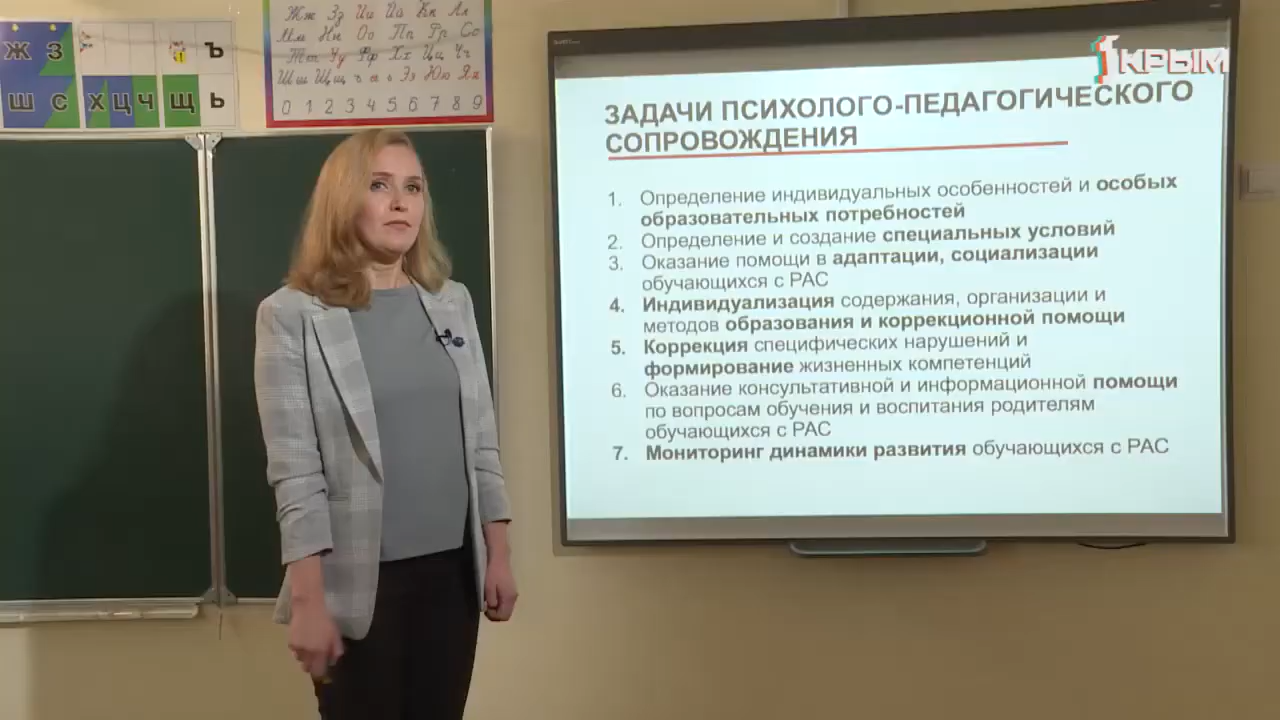 Ж З Ъ
Ш С Х Ц Ч Щ Ь
Жж Зз Ии Йй Кк Лл
Мм Нн Оо Пп Рр Сс
Тт Уу Фф Хх Цц Чч
Шш Щщ ъ ы ь Ээ Юю Яя
0 1 2 3 4 5 6 7 8 9
1КРЫМ
ЗАДАЧИ ПСИХОЛОГО-ПЕДАГОГИЧЕСКОГО
СОПРОВОЖДЕНИЯ
1. Определение индивидуальных особенностей и особых
образовательных потребностей
2. Определение и создание специальных условий
3. Оказание помощи в адаптации, социализации
обучающихся с РАС
4. Индивидуализация содержания, организации и
методов образования и коррекционной помощи
5. Коррекция специфических нарушений и
формирование жизненных компетенций
6. Оказание консультативной и информационной помощи
по вопросам обучения и воспитания родителям
обучающихся с РАС
7. Мониторинг динамики развития обучающихся с РАС